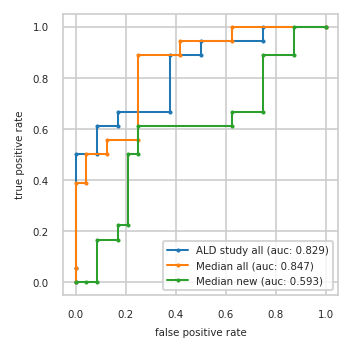 1.0
0.8
0.6
0.4
0.2
0.0
true positive rate
ALD study all (auc: 0.829)
Median all (auc: 0.847)
Median new (auc: 0.593)
0.0 0.2 0.4 0.6 0.8 1.0
false positive rate